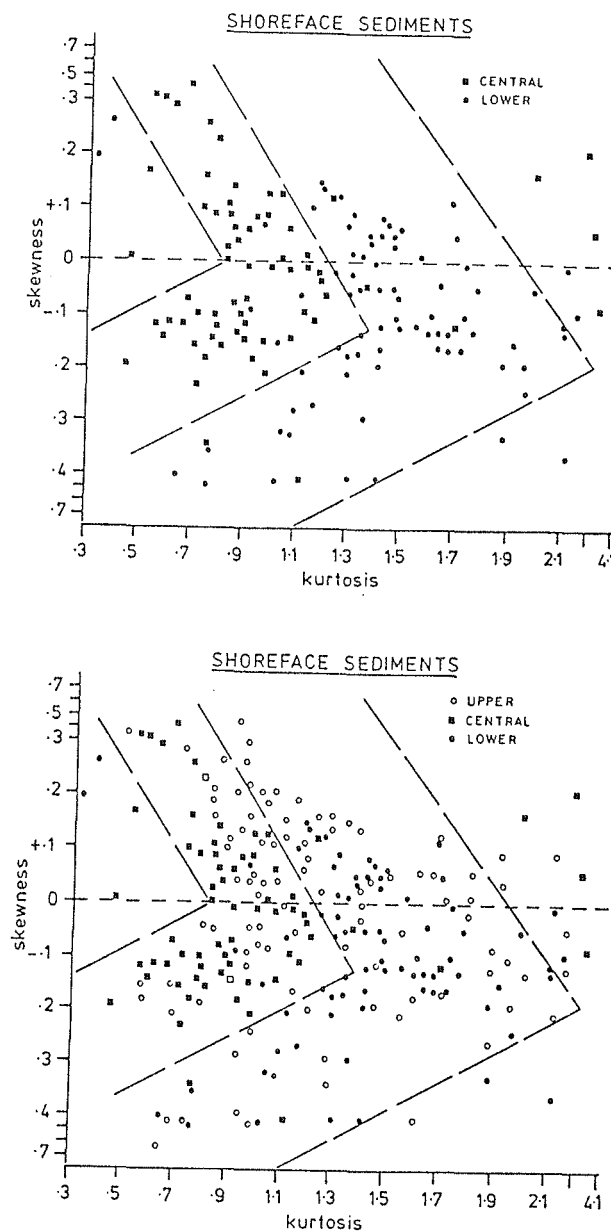 SHOREFACE SEDIMENTS
CENTRAL
LOWER
·7
·5
·3
·2
+·1
0
-·1
·2
·3
·4
·7
skewness
·3 ·5 ·7 ·9 1·1 1·3 1·5 1·7 1·9 2·1 4·1
kurtosis
SHOREFACE SEDIMENTS
UPPER
CENTRAL
LOWER
·7
·5
·3
·2
+·1
0
-·1
·2
·3
·4
·7
skewness
·3 ·5 ·7 ·9 1·1 1·3 1·5 1·7 1·9 2·1 4·1
kurtosis